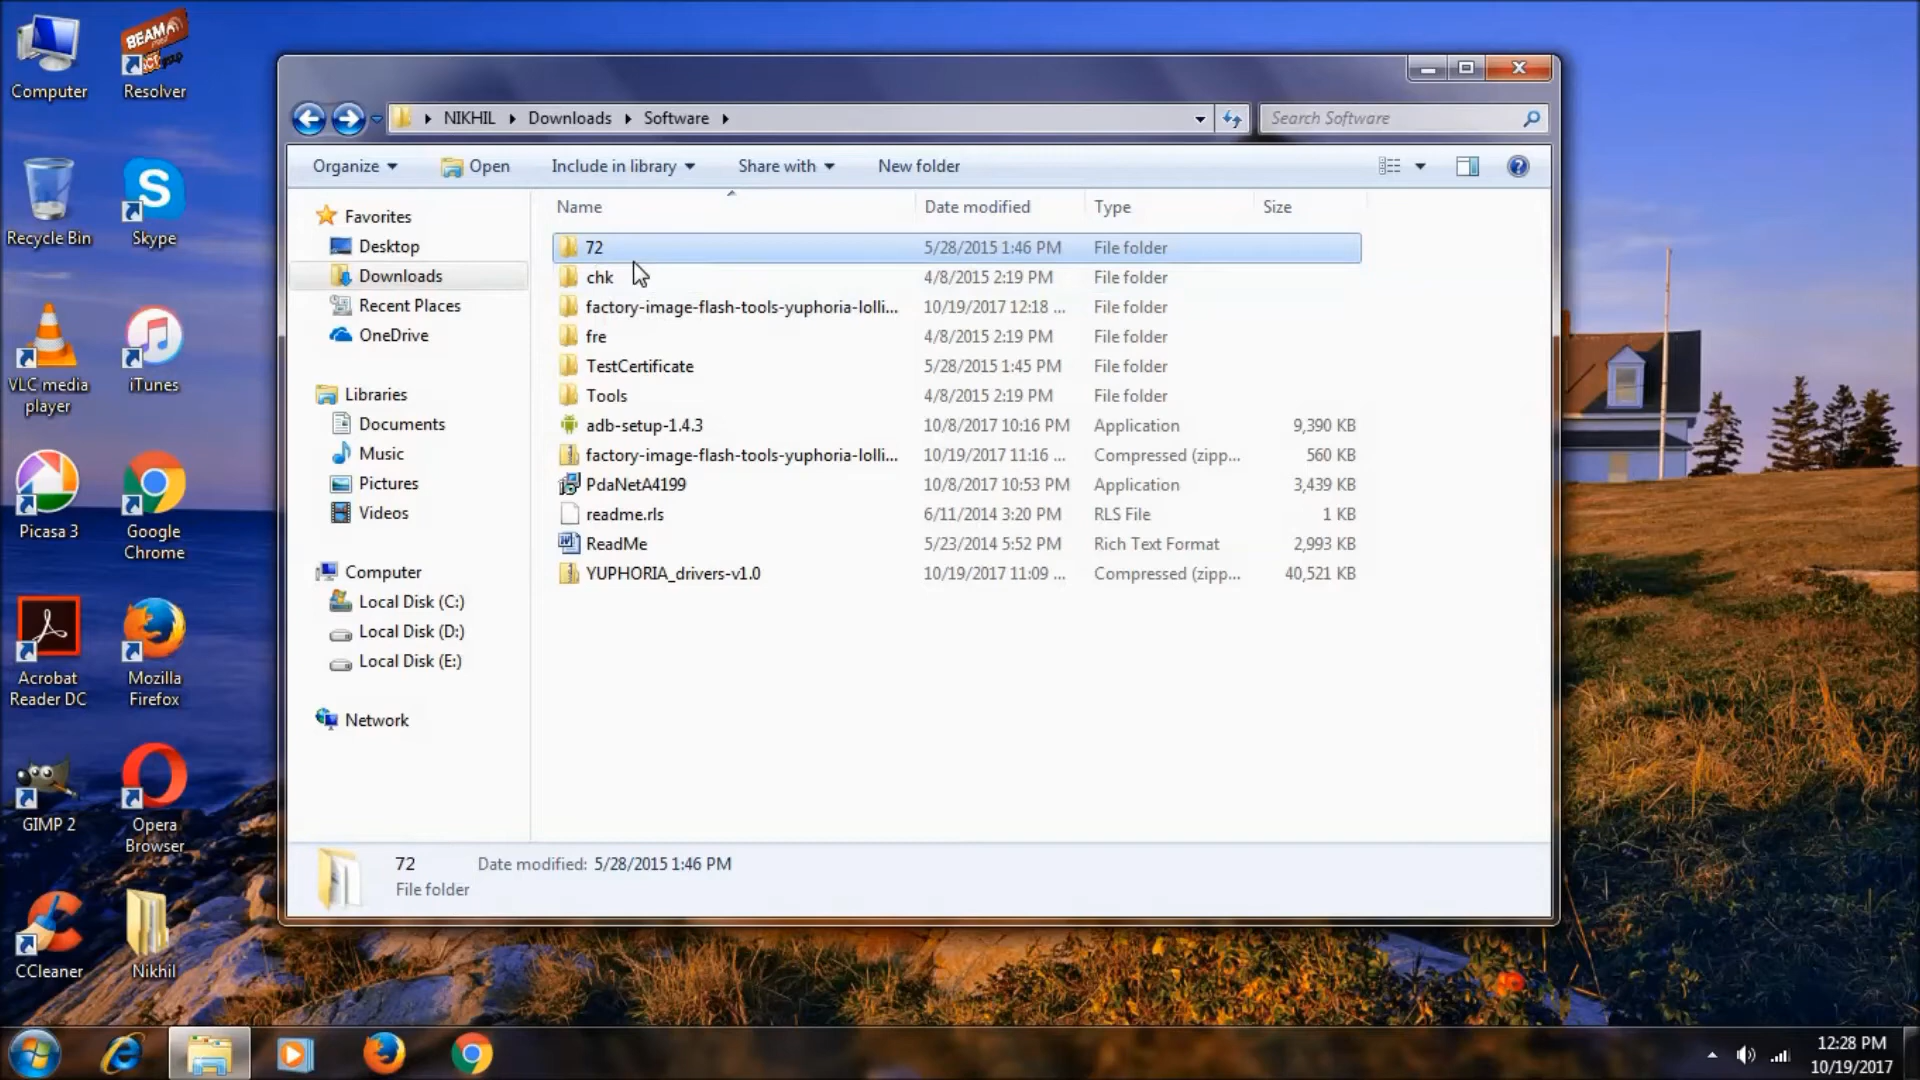 Computer
BEAMA
Resolver
Recycle Bin
Skype
VLC media
player
iTunes
Picasa 3
Google
Chrome
Acrobat
Reader DC
Mozilla
Firefox
GIMP 2
Opera
Browser
CCleaner
Nikhil
NIKHIL Downloads Software
Search Software
Organize Open Include in library Share with New folder
Favorites
Desktop
Downloads
Recent Places
OneDrive
Libraries
Documents
Music
Pictures
Videos
Computer
Local Disk (C:)
Local Disk (D:)
Local Disk (E:)
Network
Name Date modified Type Size
72 5/28/2015 1:46 PM File folder
chk 4/8/2015 2:19 PM File folder
factory-image-flash-tools-yuphoria-lolli... 10/19/2017 12:18 ... File folder
fre 4/8/2015 2:19 PM File folder
TestCertificate 5/28/2015 1:45 PM File folder
Tools 4/8/2015 2:19 PM File folder
adb-setup-1.4.3 10/8/2017 10:16 PM Application 9,390 KB
factory-image-flash-tools-yuphoria-lolli... 10/19/2017 11:16 ... Compressed (zipp... 560 KB
PdaNetA4199 10/8/2017 10:53 PM Application 3,439 KB
readme.rls 6/11/2014 3:20 PM RLS File 1 KB
ReadMe 5/23/2014 5:52 PM Rich Text Format 2,993 KB
YUPHORIA_drivers-v1.0 10/19/2017 11:09 ... Compressed (zipp... 40,521 KB
72 Date modified: 5/28/2015 1:46 PM
File folder
12:28 PM
10/19/2017